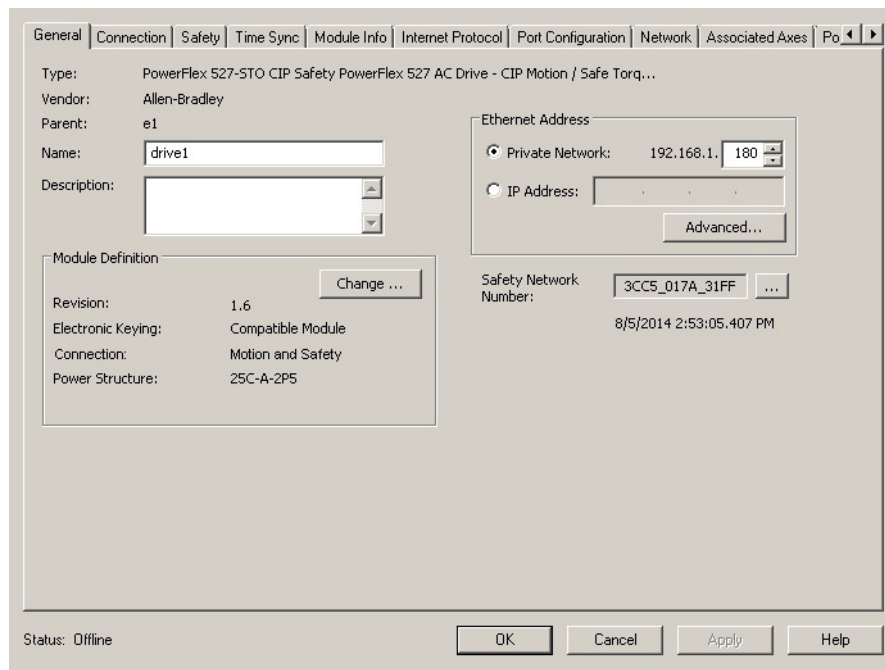 General Connection Safety Time Sync Module Info Internet Protocol Port Configuration Network Associated Axes Po
Type: PowerFlex 527-STO CIP Safety PowerFlex 527 AC Drive - CIP Motion / Safe Torq...
Vendor: Allen-Bradley
Parent: e1
Name: drive1
Description:
Ethernet Address
Private Network: 192.168.1. 180
IP Address: . . .
Advanced...
Module Definition
Change ...
Revision: 1.6
Electronic Keying: Compatible Module
Connection: Motion and Safety
Power Structure: 25C-A-2P5
Safety Network
Number:
3CC5_017A_31FF ...
8/5/2014 2:53:05.407 PM
Status: Offline
OK Cancel Apply Help